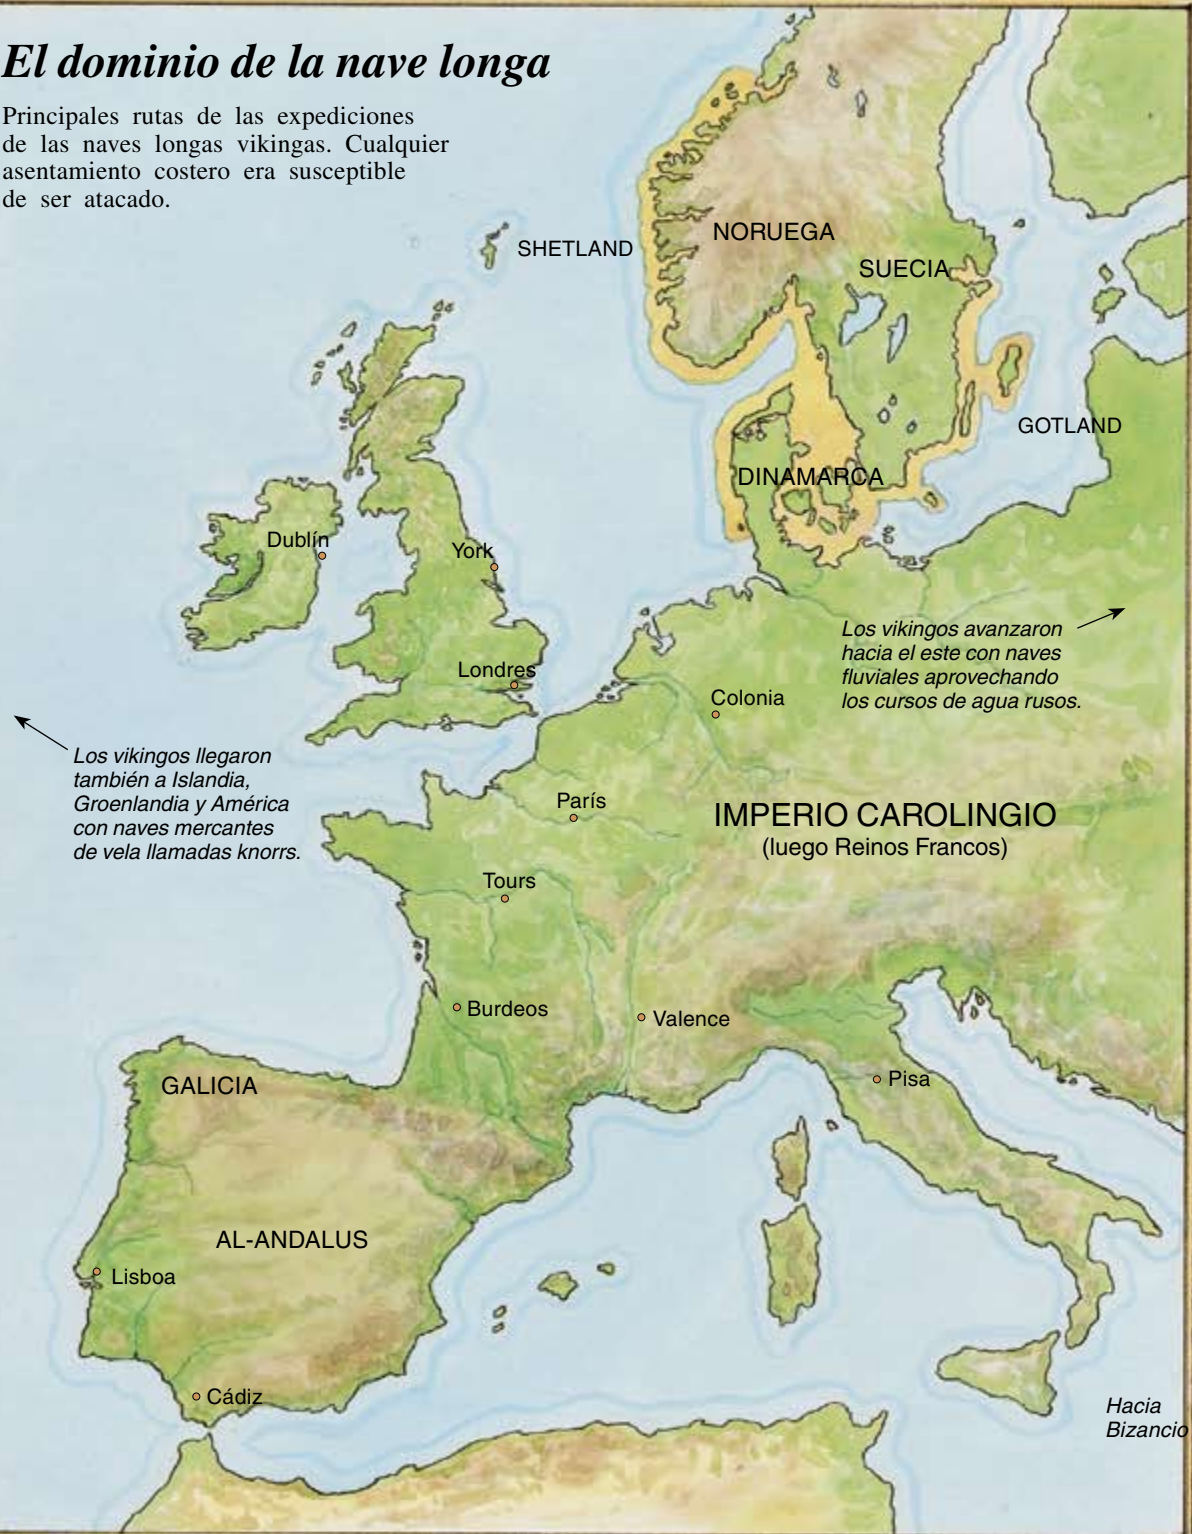 El dominio de la nave longa
Principales rutas de las expediciones
de las naves longas vikingas. Cualquier
asentamiento costero era susceptible
de ser atacado.
SHETLAND
NORUEGA
SUECIA
GOTLAND
DINAMARCA
Dublín
York
Londres
Los vikingos avanzaron
hacia el este con naves
fluviales aprovechando
los cursos de agua rusos.
Colonia
Los vikingos llegaron
también a Islandia,
Groenlandia y América
con naves mercantes
de vela llamadas knorrs.
París
IMPERIO CAROLINGIO
(luego Reinos Francos)
Tours
Burdeos
Valence
GALICIA
Pisa
AL-ANDALUS
Lisboa
Cádiz
Hacia
Bizancio